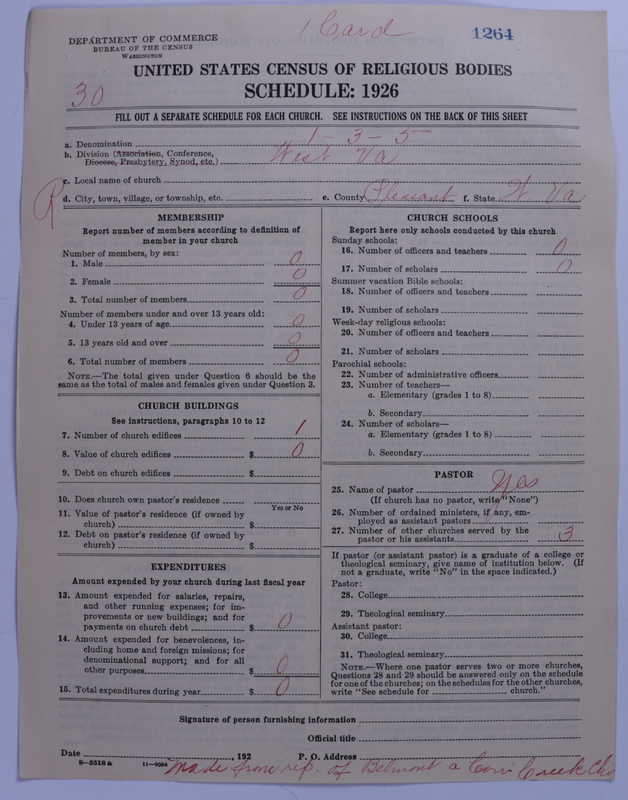 1 Card
1264
DEPARTMENT OF COMMERCE
BUREAU OF THE CENSUS
WASHINGTON
UNITED STATES CENSUS OF RELIGIOUS BODIES
SCHEDULE: 1926
30
FILL OUT A SEPARATE SCHEDULE FOR EACH CHURCH. SEE INSTRUCTIONS ON THE BACK OF THIS SHEET
a. Denomination 1-3-5
b. Division (Association, Conference,
Diocese, Presbytery, Synod, etc.) West Va
c. Local name of church
R
d. City, town, village, or township, etc. e. County Pleasant f. State W Va
MEMBERSHIP
Report number of members according to definition of
member in your church
Number of members, by sex:
1. Male 0
2. Female 0
3. Total number of members 0
Number of members under and over 13 years old:
4. Under 13 years of age 0
5. 13 years old and over 0
6. Total number of members 0
NOTE.—The total given under Question 6 should be
same as the total of males and females given under Question 3.
CHURCH BUILDINGS
See instructions, paragraphs 10 to 12
7. Number of church edifices 1
8. Value of church edifices $ 0
9. Debt on church edifices $
10. Does church own pastor's residence
Yes or No
11. Value of pastor's residence (if owned by
church) $
12. Debt on pastor's residence (if owned by
church) $
EXPENDITURES
Amount expended by your church during last fiscal year
13. Amount expended for salaries, repairs,
and other running expenses; for im-
provements or new buildings; and for
payments on church debt $ 0
14. Amount expended for benevolences, in-
cluding home and foreign missions; for
denominational support; and for all
other purposes $ 0
15. Total expenditures during year $ 0
CHURCH SCHOOLS
Report here only schools conducted by this church
Sunday schools:
16. Number of officers and teachers 0
17. Number of scholars 0
Summer vacation Bible schools:
18. Number of officers and teachers
19. Number of scholars
Week-day religious schools:
20. Number of officers and teachers
21. Number of scholars
Parochial schools:
22. Number of administrative officers
23. Number of teachers—
a. Elementary (grades 1 to 8)
b. Secondary
24. Number of scholars—
a. Elementary (grades 1 to 8)
b. Secondary
PASTOR
25. Name of pastor Yes
(If church has no pastor, write "None")
26. Number of ordained ministers, if any, em-
ployed as assistant pastors
27. Number of other churches served by the
pastor or his assistants 3
If pastor (or assistant pastor) is a graduate of a college or
theological seminary, give name of institution below. (If
not a graduate, write "No" in the space indicated.)
Pastor:
28. College
29. Theological seminary
Assistant pastor:
30. College
31. Theological seminary
NOTE.—Where one pastor serves two or more churches,
Questions 28 and 29 should be answered only on the schedule
for one of the churches; on the schedules for the other churches,
write "See schedule for church."
Signature of person furnishing information
Official title
Date , 192 P. O. Address
8-5518a 11-9054 Made from rep. of Belmont a Cow Creek Chs